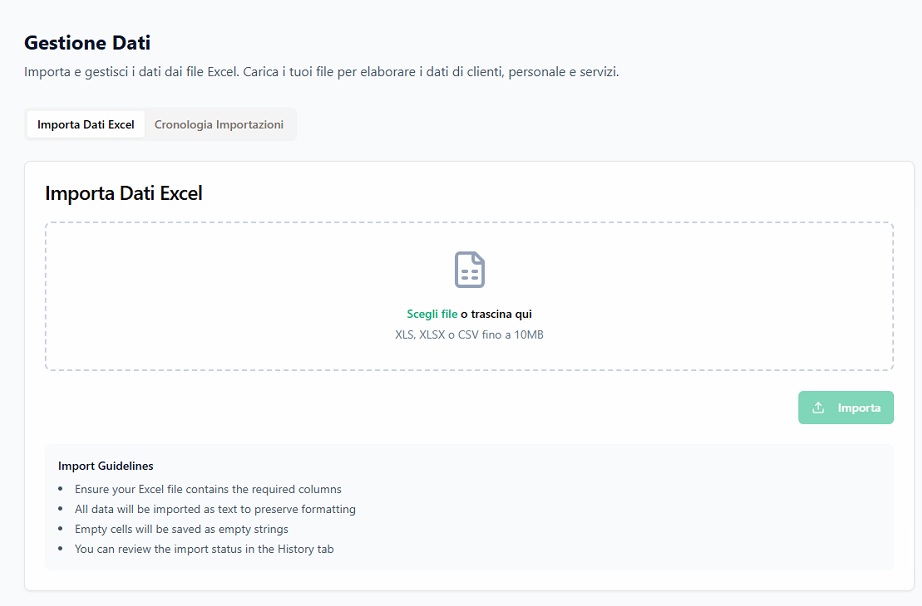 Gestione Dati
Importa e gestisci i dati dai file Excel. Carica i tuoi file per elaborare i dati di clienti, personale e servizi.
Importa Dati Excel
Cronologia Importazioni
Importa Dati Excel
Scegli file o trascina qui
XLS, XLSX o CSV fino a 10MB
Importa
Import Guidelines
• Ensure your Excel file contains the required columns
• All data will be imported as text to preserve formatting
• Empty cells will be saved as empty strings
• You can review the import status in the History tab